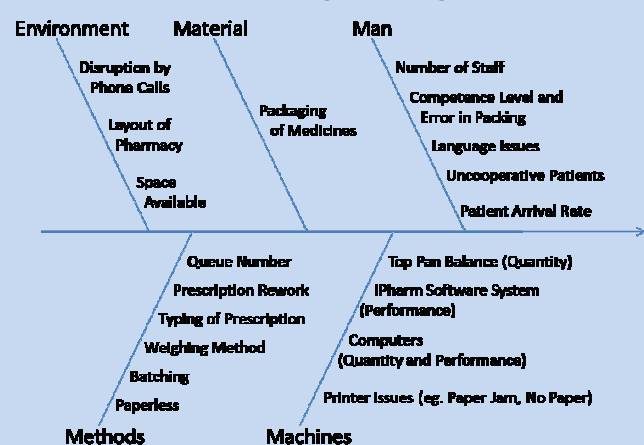 Environment
Material
Man
Disruption by
Phone Calls
Layout of
Pharmacy
Space
Available
Packaging
of Medicines
Number of Staff
Competence Level and
Error in Packing
Language Issues
Uncooperative Patients
Patient Arrival Rate
Queue Number
Prescription Rework
Typing of Prescription
Weighing Method
Batching
Paperless
Methods
Top Pan Balance (Quantity)
iPharm Software System
(Performance)
Computers
(Quantity and Performance)
Printer Issues (eg. Paper Jam, No Paper)
Machines